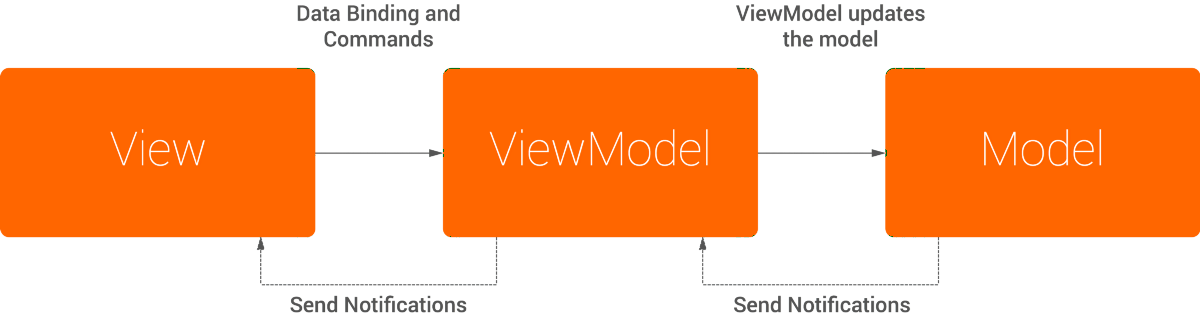 Data Binding and
Commands
ViewModel updates
the model
View
ViewModel
Model
Send Notifications
Send Notifications